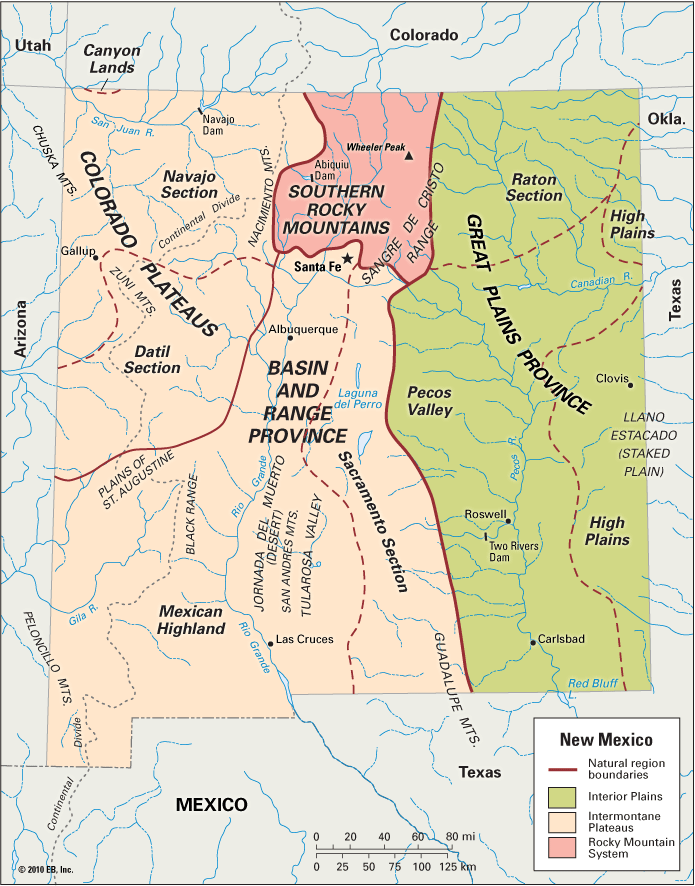 Utah
Canyon
Lands
Colorado
Okla.
San Juan R.
Navajo
Dam
CHUSKA MTS.
COLORADO PLATEAUS
Navajo
Section
Continental Divide
NACIMIENTO MTS.
Wheeler Peak
Abiquiu
Dam
SOUTHERN
ROCKY
MOUNTAINS
SANGRE DE CRISTO
RANGE
Raton
Section
High
Plains
GREAT PLAINS PROVINCE
Gallup
ZUNI MTS.
Santa Fe
Canadian R.
Texas
Arizona
Albuquerque
Datil
Section
BASIN
AND
RANGE
PROVINCE
Laguna
del Perro
Pecos
Valley
Clovis
LLANO
ESTACADO
(STAKED
PLAIN)
PLAINS OF
ST. AUGUSTINE
Rio Grande
Sacramento Section
Pecos R.
BLACK RANGE
JORNADA DEL MUERTO
(DESERT)
SAN ANDRES MTS.
TULAROSA VALLEY
Roswell
Two Rivers
Dam
High
Plains
Gila R.
Mexican
Highland
PELONCILLO MTS.
Rio Grande
Las Cruces
GUADALUPE MTS.
Carlsbad
Red Bluff
L.
Continental Divide
MEXICO
Texas
New Mexico
Natural region
boundaries
Interior Plains
Intermontane
Plateaus
Rocky Mountain
System
0 20 40 60 80 mi
0 25 50 75 100 125 km
© 2010 EB, Inc.